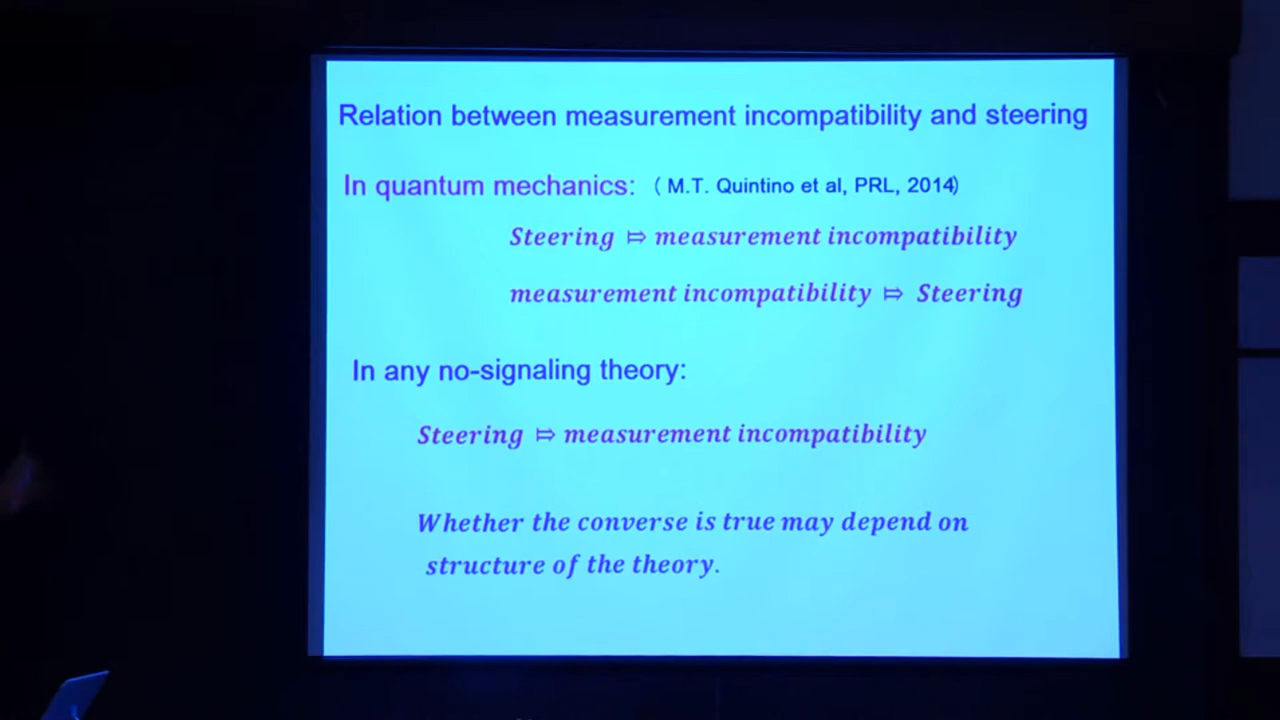 Relation between measurement incompatibility and steering
In quantum mechanics: ( M.T. Quintino et al, PRL, 2014)
Steering ⤇ measurement incompatibility
measurement incompatibility ⤇ Steering
In any no-signaling theory:
Steering ⤇ measurement incompatibility
Whether the converse is true may depend on
structure of the theory.